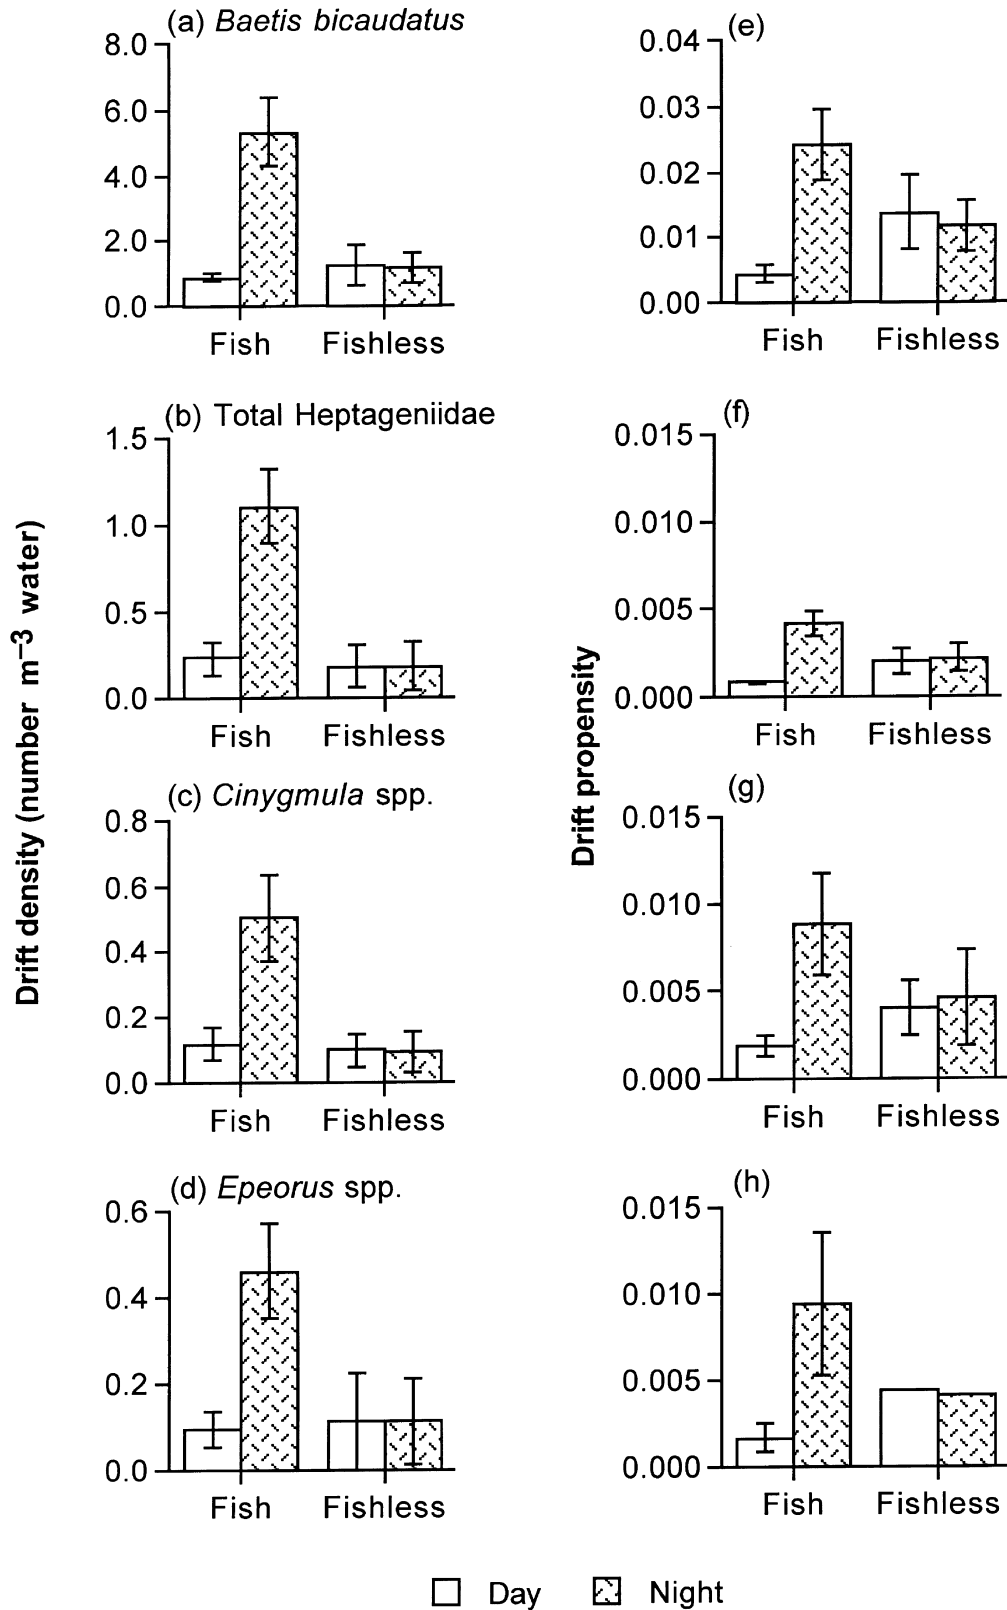 (a) Baetis bicaudatus
8.0
6.0
4.0
2.0
0.0
Fish Fishless
(e)
0.04
0.03
0.02
0.01
0.00
Fish Fishless
(b) Total Heptageniidae
1.5
1.0
0.5
0.0
Fish Fishless
(f)
0.015
0.010
0.005
0.000
Fish Fishless
(c) Cinygmula spp.
0.8
0.6
0.4
0.2
0.0
Fish Fishless
(g)
0.015
0.010
0.005
0.000
Fish Fishless
(d) Epeorus spp.
0.6
0.4
0.2
0.0
Fish Fishless
(h)
0.015
0.010
0.005
0.000
Fish Fishless
Drift density (number m⁻³ water)
Drift propensity
Day Night